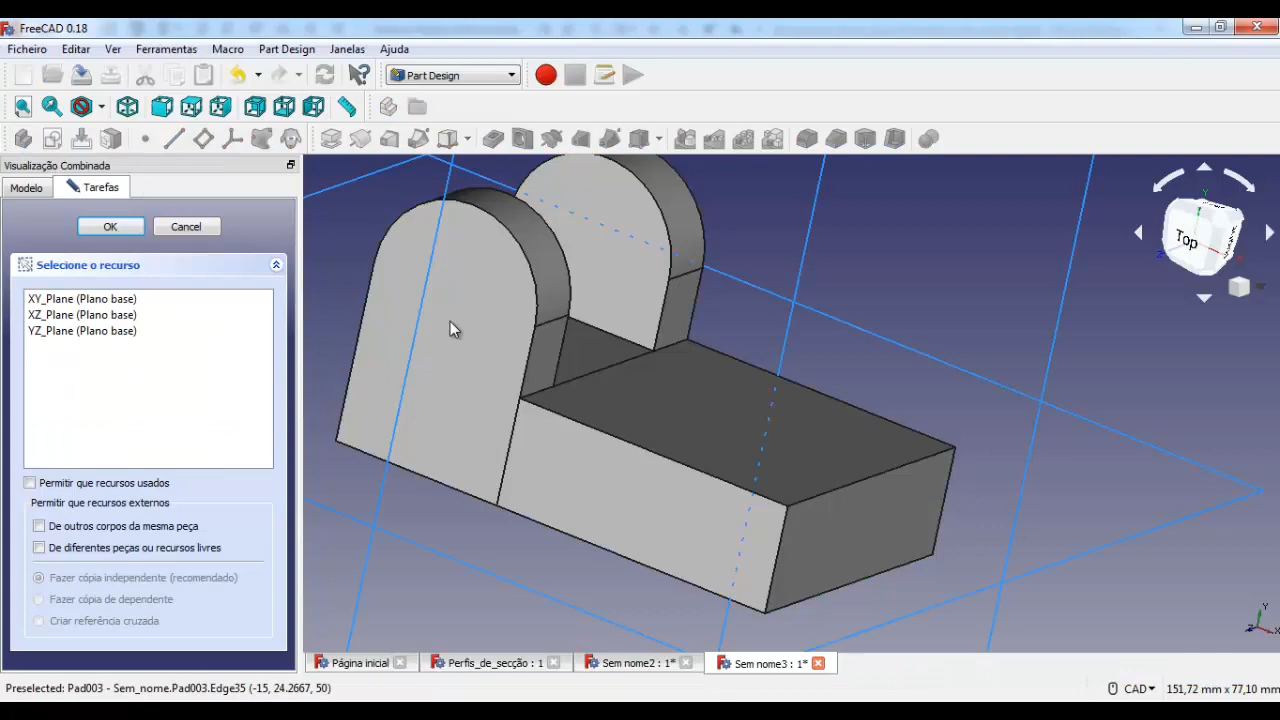 FreeCAD 0.18
Ficheiro Editar Ver Ferramentas Macro Part Design Janelas Ajuda
Part Design
Visualização Combinada
Modelo Tarefas
OK Cancel
Selecione o recurso
XY_Plane (Plano base)
XZ_Plane (Plano base)
YZ_Plane (Plano base)
Permitir que recursos usados
Permitir que recursos externos
De outros corpos da mesma peça
De diferentes peças ou recursos livres
Fazer cópia independente (recomendado)
Fazer cópia de dependente
Criar referência cruzada
Y
Top
Z
Y
Z X
Página inicial Perfis_de_secção : 1 Sem nome2 : 1* Sem nome3 : 1*
Preselected: Pad003 - Sem_nome.Pad003.Edge35 (-15, 24.2667, 50) CAD 151,72 mm x 77,10 mm